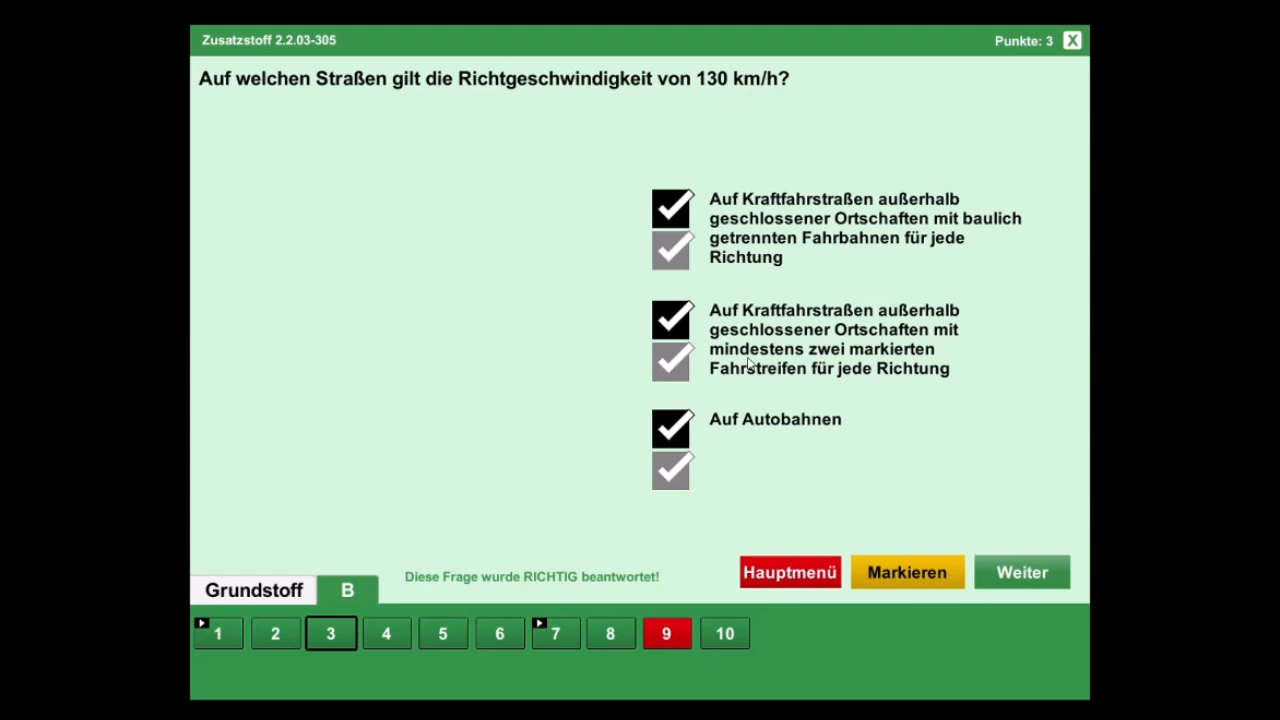 Zusatzstoff 2.2.03-305
Punkte: 3 X
Auf welchen Straßen gilt die Richtgeschwindigkeit von 130 km/h?
Auf Kraftfahrstraßen außerhalb
geschlossener Ortschaften mit baulich
getrennten Fahrbahnen für jede
Richtung
Auf Kraftfahrstraßen außerhalb
geschlossener Ortschaften mit
mindestens zwei markierten
Fahrstreifen für jede Richtung
Auf Autobahnen
Hauptmenü Markieren Weiter
Diese Frage wurde RICHTIG beantwortet!
Grundstoff B
1 2 3 4 5 6 7 8 9 10